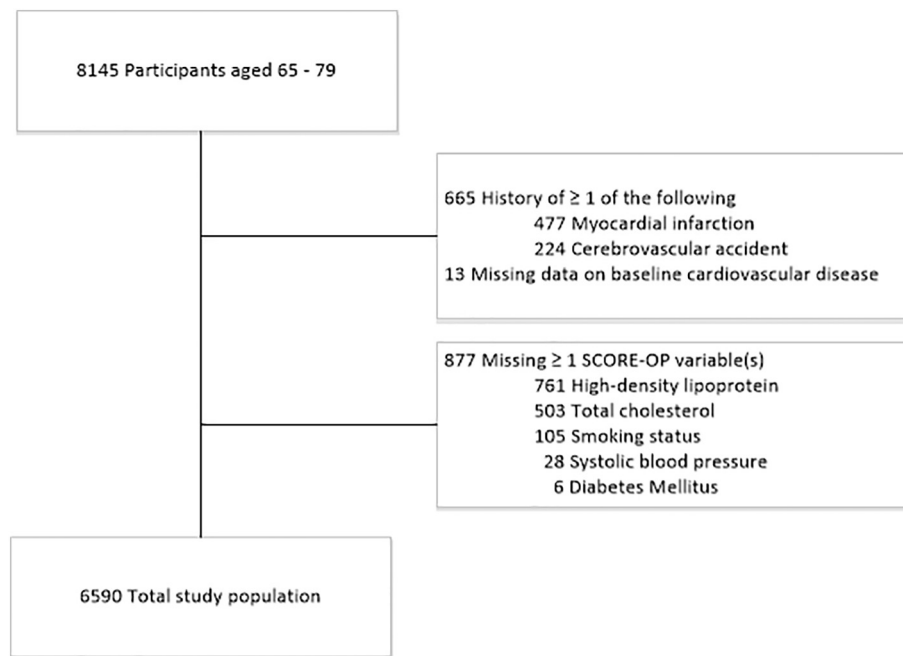 8145 Participants aged 65 - 79
665 History of ≥ 1 of the following
477 Myocardial infarction
224 Cerebrovascular accident
13 Missing data on baseline cardiovascular disease
877 Missing ≥ 1 SCORE-OP variable(s)
761 High-density lipoprotein
503 Total cholesterol
105 Smoking status
28 Systolic blood pressure
6 Diabetes Mellitus
6590 Total study population